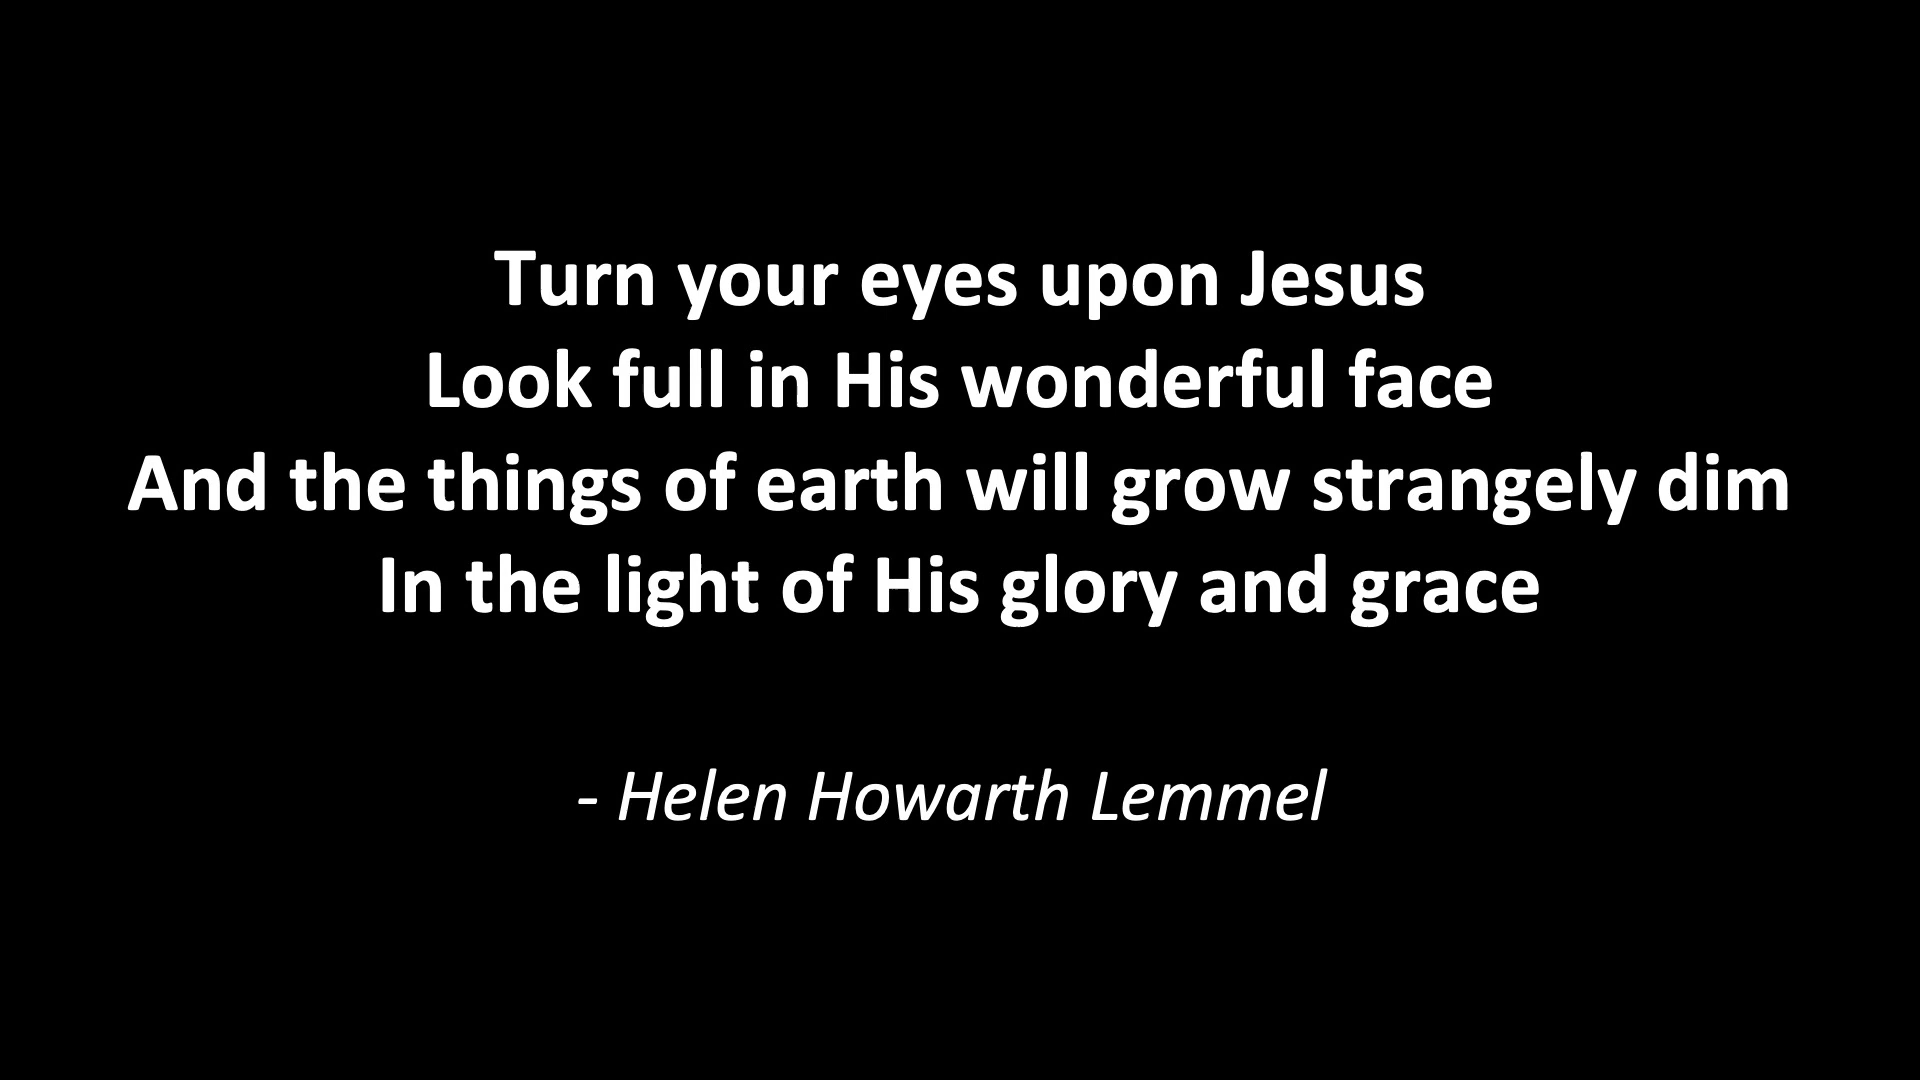 Turn your eyes upon Jesus
Look full in His wonderful face
And the things of earth will grow strangely dim
In the light of His glory and grace
- Helen Howarth Lemmel